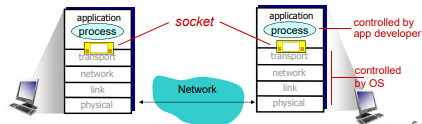 application
process
transport
network
link
physical
socket
Network
application
process
transport
network
link
physical
controlled by
app developer
controlled
by OS